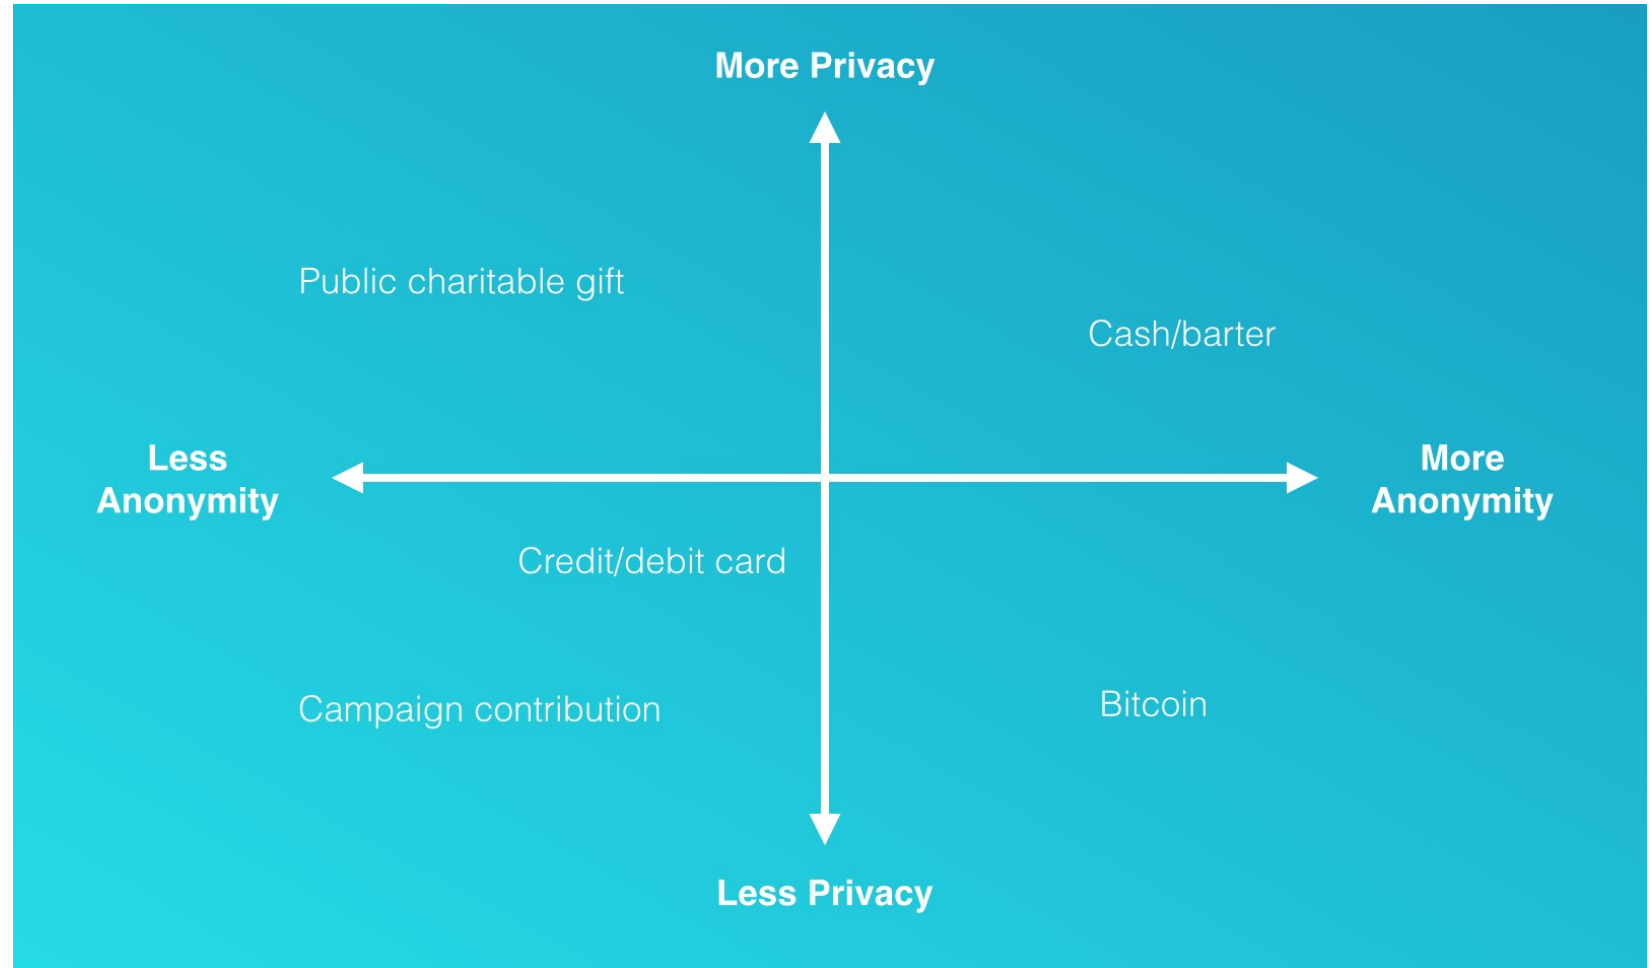 More Privacy
Public charitable gift
Cash/barter
Less
Anonymity
More
Anonymity
Credit/debit card
Campaign contribution
Bitcoin
Less Privacy